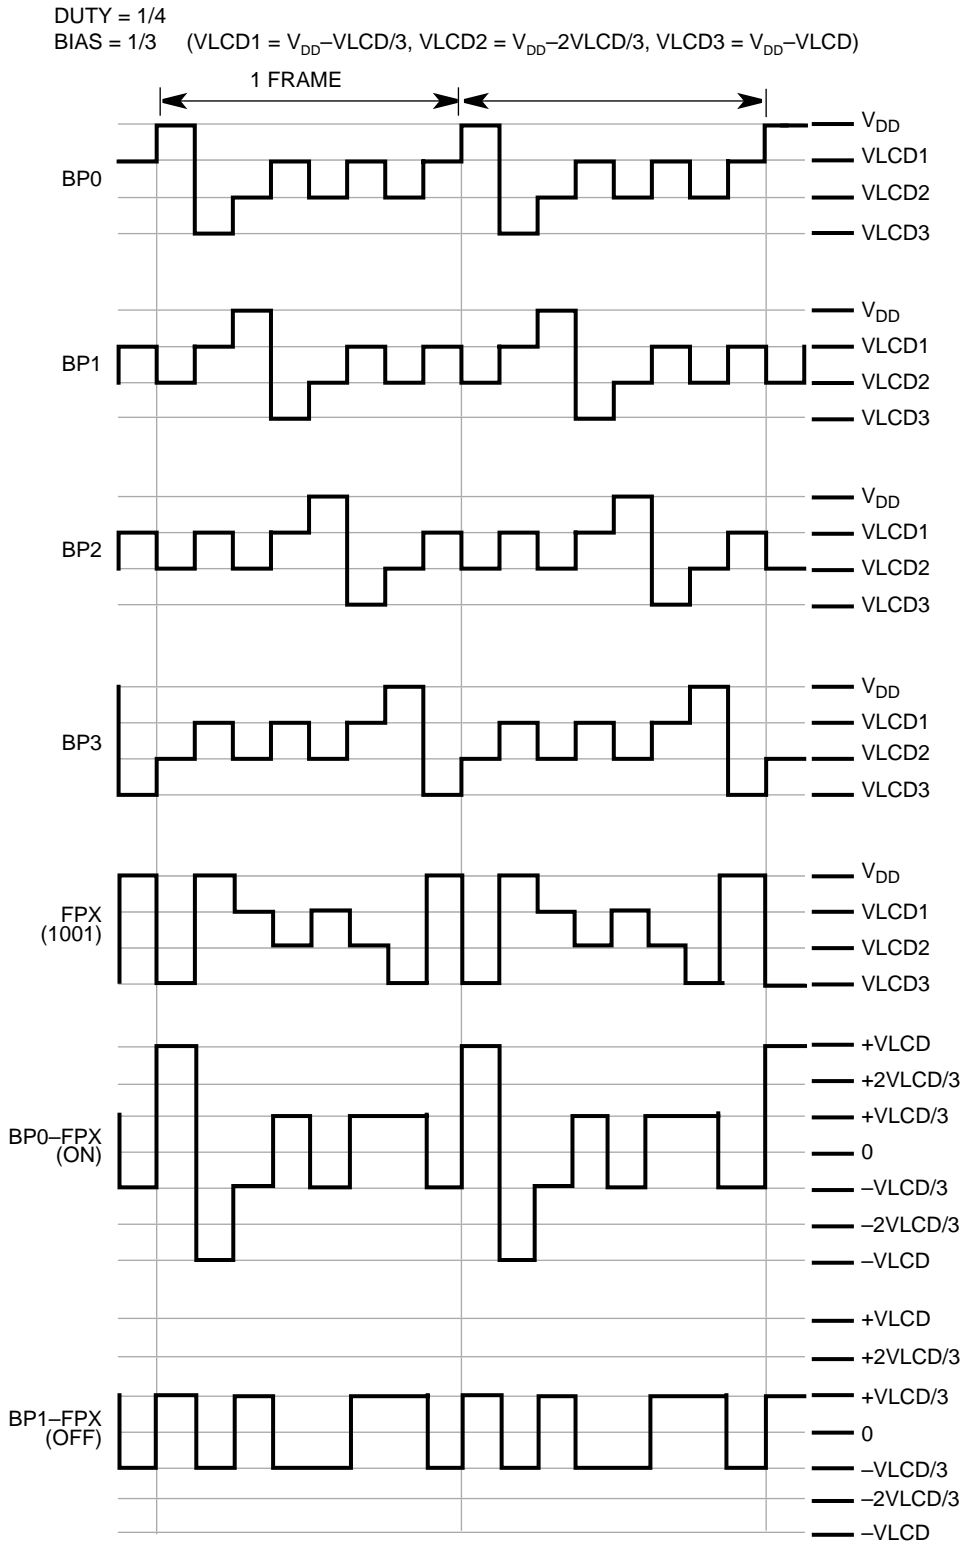 DUTY = 1/4
BIAS = 1/3 (VLCD1 = VDD–VLCD/3, VLCD2 = VDD–2VLCD/3, VLCD3 = VDD–VLCD)
1 FRAME
BP0
VDD
VLCD1
VLCD2
VLCD3
BP1
VDD
VLCD1
VLCD2
VLCD3
BP2
VDD
VLCD1
VLCD2
VLCD3
BP3
VDD
VLCD1
VLCD2
VLCD3
FPX
(1001)
VDD
VLCD1
VLCD2
VLCD3
BP0–FPX
(ON)
+VLCD
+2VLCD/3
+VLCD/3
0
–VLCD/3
–2VLCD/3
–VLCD
BP1–FPX
(OFF)
+VLCD
+2VLCD/3
+VLCD/3
0
–VLCD/3
–2VLCD/3
–VLCD